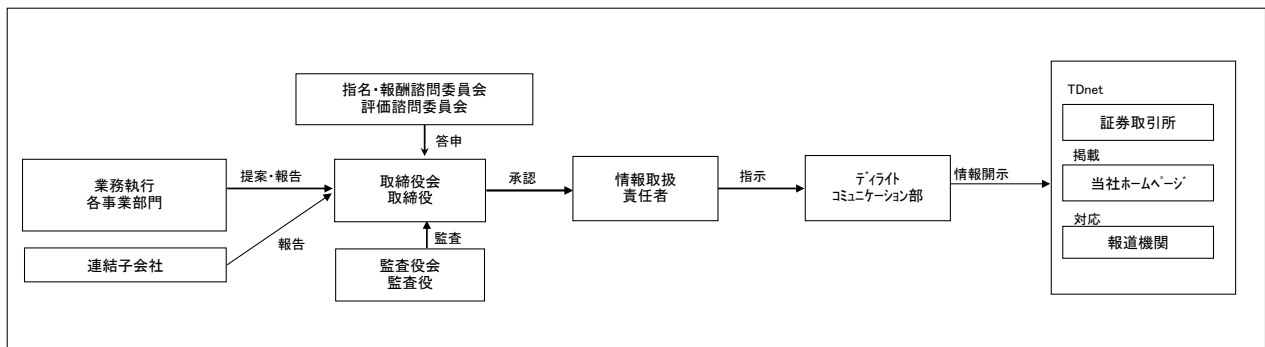 指名・報酬諮問委員会
評価諮問委員会
答申
業務執行
各事業部門
提案・報告
取締役会
取締役
承認
情報取扱
責任者
指示
ﾃﾞｨﾗｲﾄ
ｺﾐｭﾆｹｰｼｮﾝ部
情報開示
TDnet
証券取引所
掲載
当社ﾎｰﾑﾍﾟｰｼﾞ
対応
報道機関
連結子会社
報告
監査
監査役会
監査役